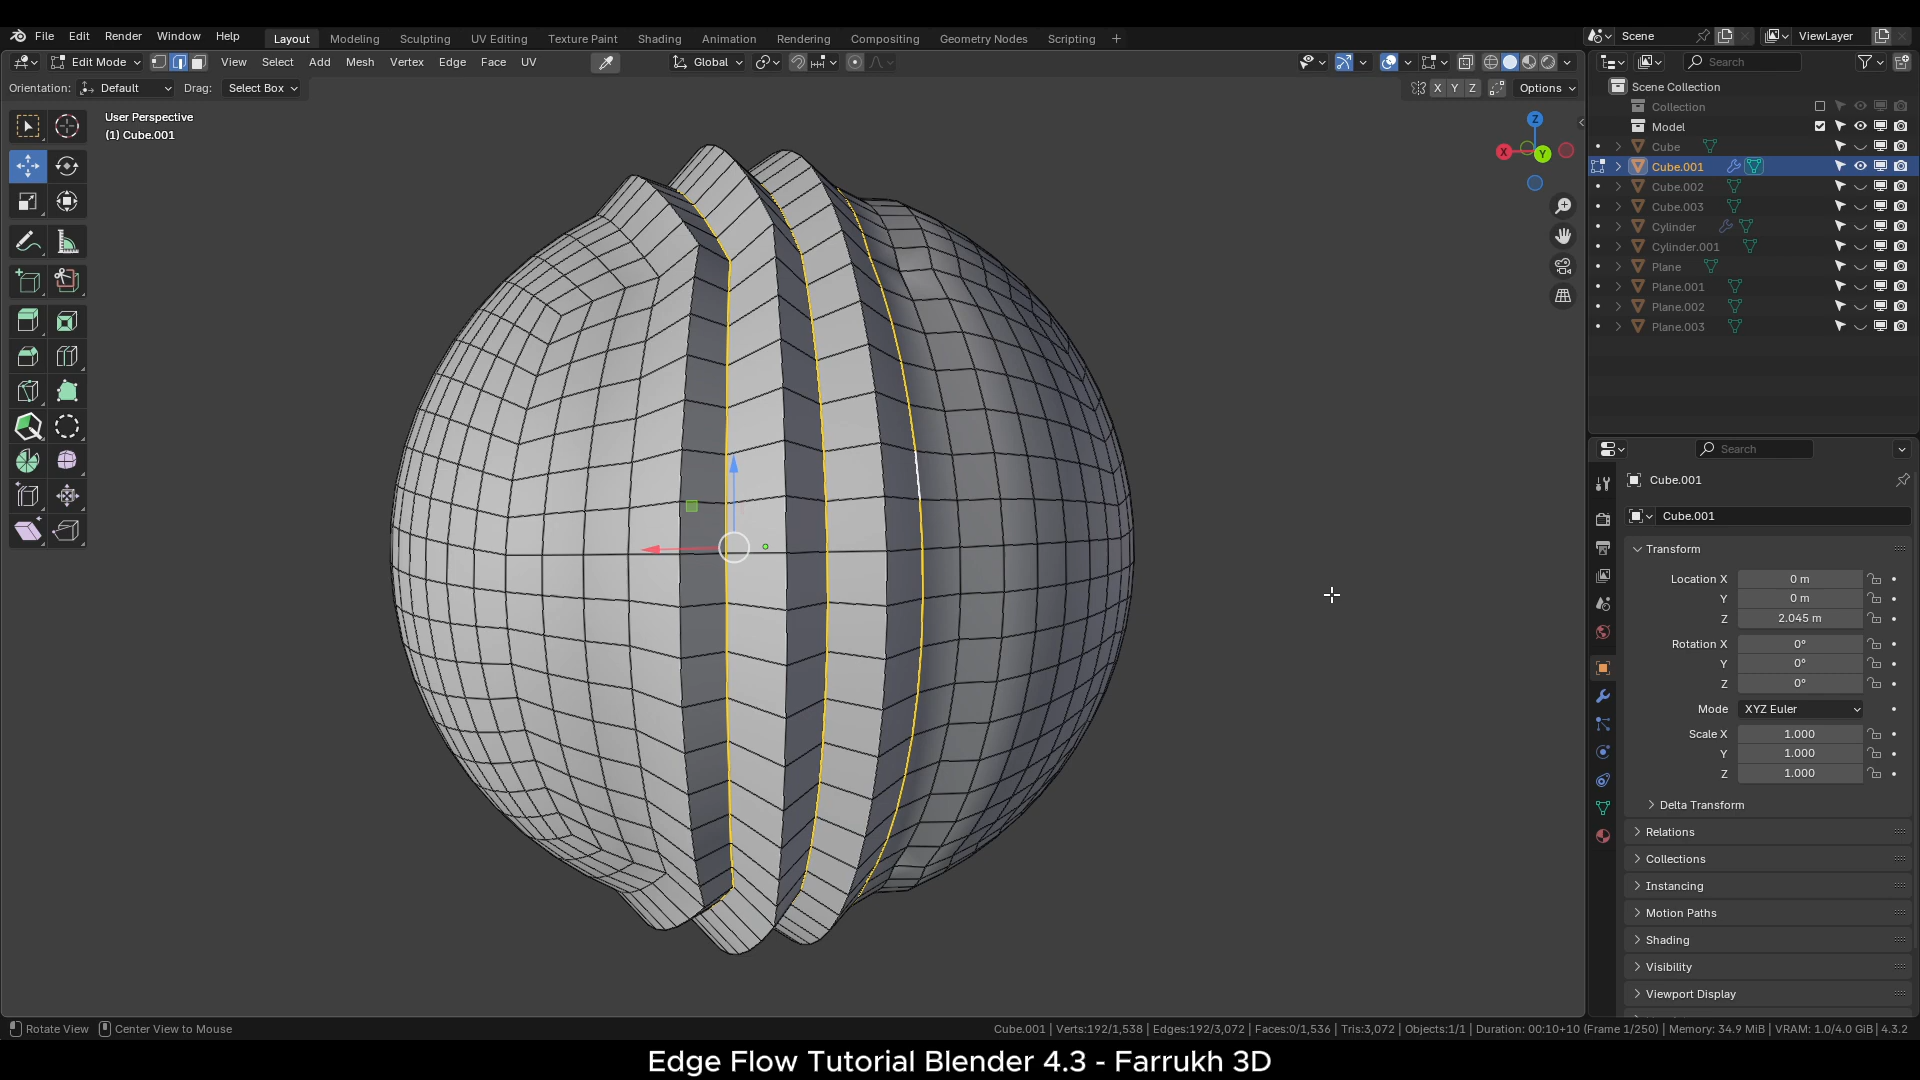 File Edit Render Window Help Layout Modeling Sculpting UV Editing Texture Paint Shading Animation Rendering Compositing Geometry Nodes Scripting + Scene ViewLayer
Edit Mode View Select Add Mesh Vertex Edge Face UV Global Search
Orientation: Default Drag: Select Box X Y Z Options
User Perspective
(1) Cube.001
Z
X
Y
Scene Collection
Collection
Model
Cube
Cube.001
Cube.002
Cube.003
Cylinder
Cylinder.001
Plane
Plane.001
Plane.002
Plane.003
Search
Cube.001
Cube.001
Transform
Location X 0 m
Y 0 m
Z 2.045 m
Rotation X 0°
Y 0°
Z 0°
Mode XYZ Euler
Scale X 1.000
Y 1.000
Z 1.000
Delta Transform
Relations
Collections
Instancing
Motion Paths
Shading
Visibility
Viewport Display
Rotate View Center View to Mouse
Cube.001 | Verts:192/1,538 | Edges:192/3,072 | Faces:0/1,536 | Tris:3,072 | Objects:1/1 | Duration: 00:10+10 (Frame 1/250) | Memory: 34.9 MiB | VRAM: 1.0/4.0 GiB | 4.3.2
Edge Flow Tutorial Blender 4.3 - Farrukh 3D